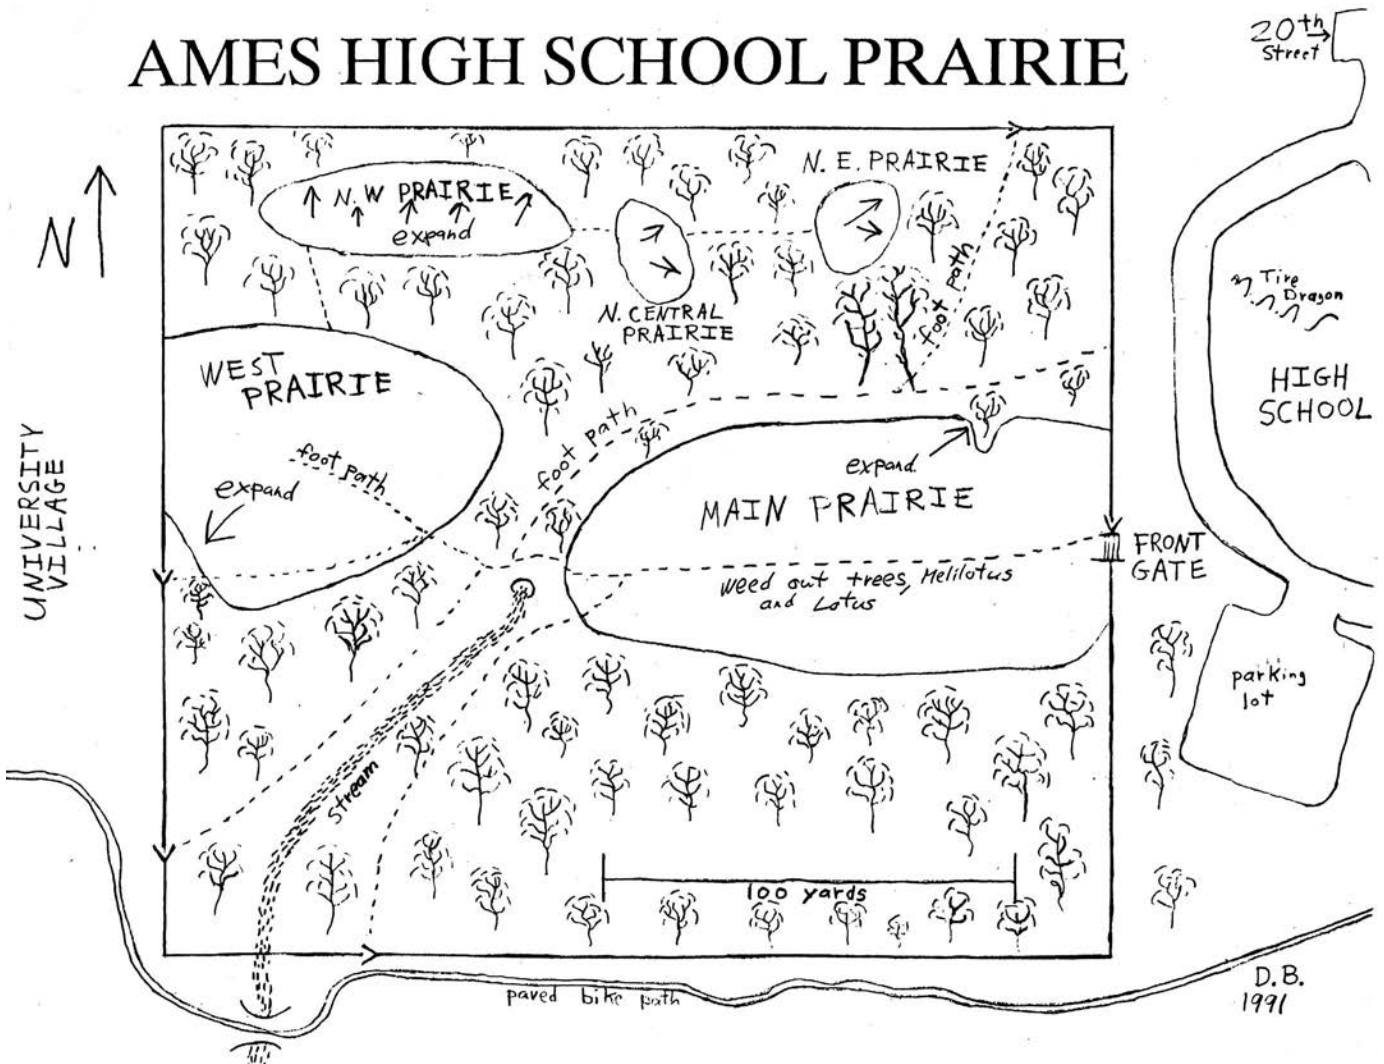 AMES HIGH SCHOOL PRAIRIE
20th
Street
N
N.W PRAIRIE
expand
N. E. PRAIRIE
N. CENTRAL
PRAIRIE
foot path
Tire
Dragon
HIGH
SCHOOL
WEST
PRAIRIE
foot path
expand
foot path
expand
MAIN PRAIRIE
UNIVERSITY
VILLAGE
FRONT
GATE
weed out trees, Melilotus
and Lotus
parking
lot
stream
100 yards
paved bike path
D.B.
1991